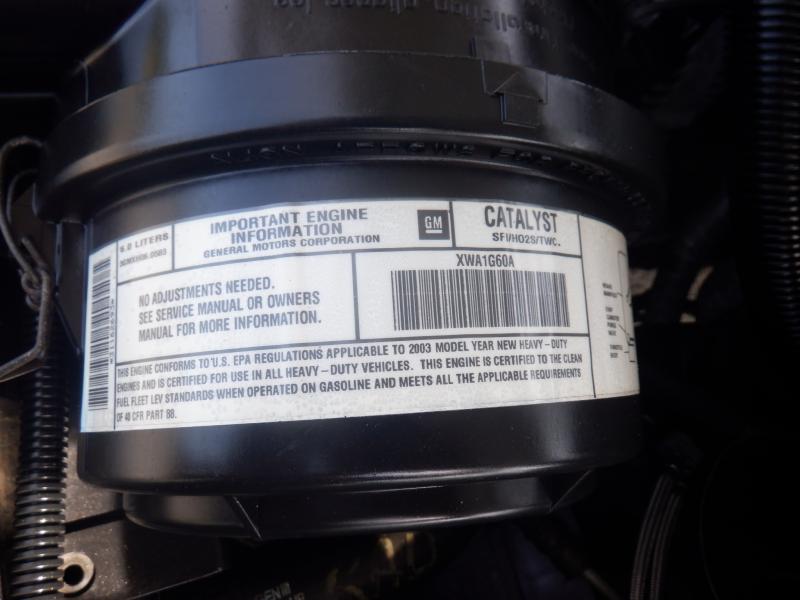 6.0 LITERS
IMPORTANT ENGINE
INFORMATION
GENERAL MOTORS CORPORATION
GM
CATALYST
SFI/HO2S/TWC.
NO ADJUSTMENTS NEEDED.
SEE SERVICE MANUAL OR OWNERS
MANUAL FOR MORE INFORMATION.
XWA1G60A
THIS ENGINE CONFORMS TO U.S. EPA REGULATIONS APPLICABLE TO 2003 MODEL YEAR NEW HEAVY-DUTY
ENGINES AND IS CERTIFIED FOR USE IN ALL HEAVY-DUTY VEHICLES. THIS ENGINE IS CERTIFIED TO THE CLEAN
FUEL FLEET LEV STANDARDS WHEN OPERATED ON GASOLINE AND MEETS ALL THE APPLICABLE REQUIREMENTS
OF 40 CFR PART 88.